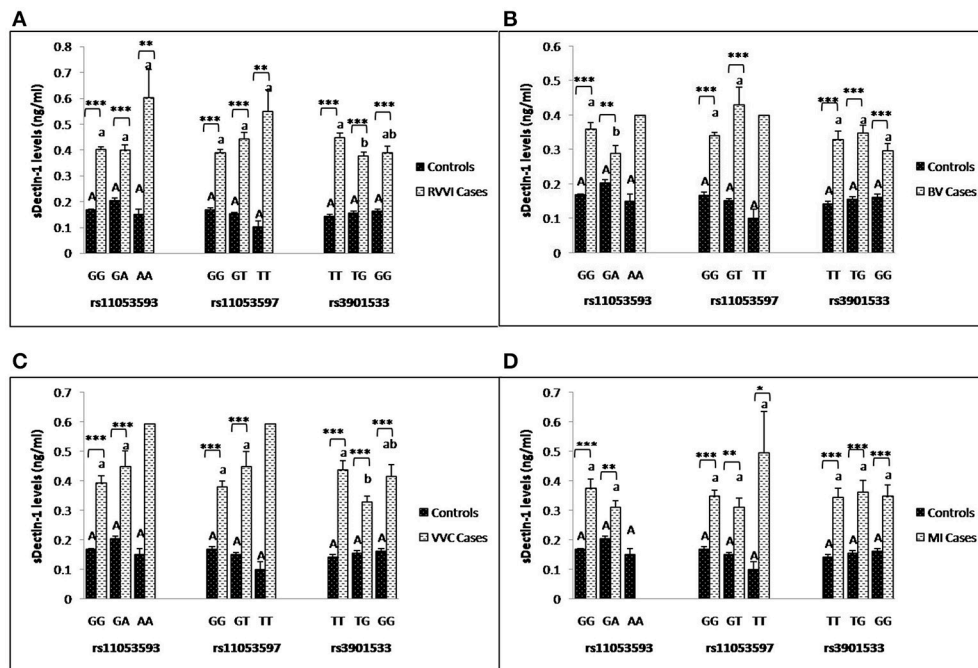 A
sDectin-1 levels (ng/ml)
0.8
0.7
0.6
0.5
0.4
0.3
0.2
0.1
0
*** *** ** *** *** ** *** *** ***
a a a a a a a b ab
A A A A A A A A A
GG GA AA GG GT TT TT TG GG
rs11053593 rs11053597 rs3901533
Controls
RVVI Cases
B
sDectin-1 levels (ng/ml)
0.5
0.4
0.3
0.2
0.1
0
*** ** *** *** *** *** ***
a b a a a a a
A A A A A A A A A
GG GA AA GG GT TT TT TG GG
rs11053593 rs11053597 rs3901533
Controls
BV Cases
C
sDectin-1 levels (ng/ml)
0.7
0.6
0.5
0.4
0.3
0.2
0.1
0
*** *** *** *** *** *** ***
a a a a a b ab
A A A A A A A A A
GG GA AA GG GT TT TT TG GG
rs11053593 rs11053597 rs3901533
Controls
VVC Cases
D
sDectin-1 levels (ng/ml)
0.7
0.6
0.5
0.4
0.3
0.2
0.1
0
*** ** *** ** * *** *** ***
a a a a a a a a
A A A A A A A A A
GG GA AA GG GT TT TT TG GG
rs11053593 rs11053597 rs3901533
Controls
MI Cases